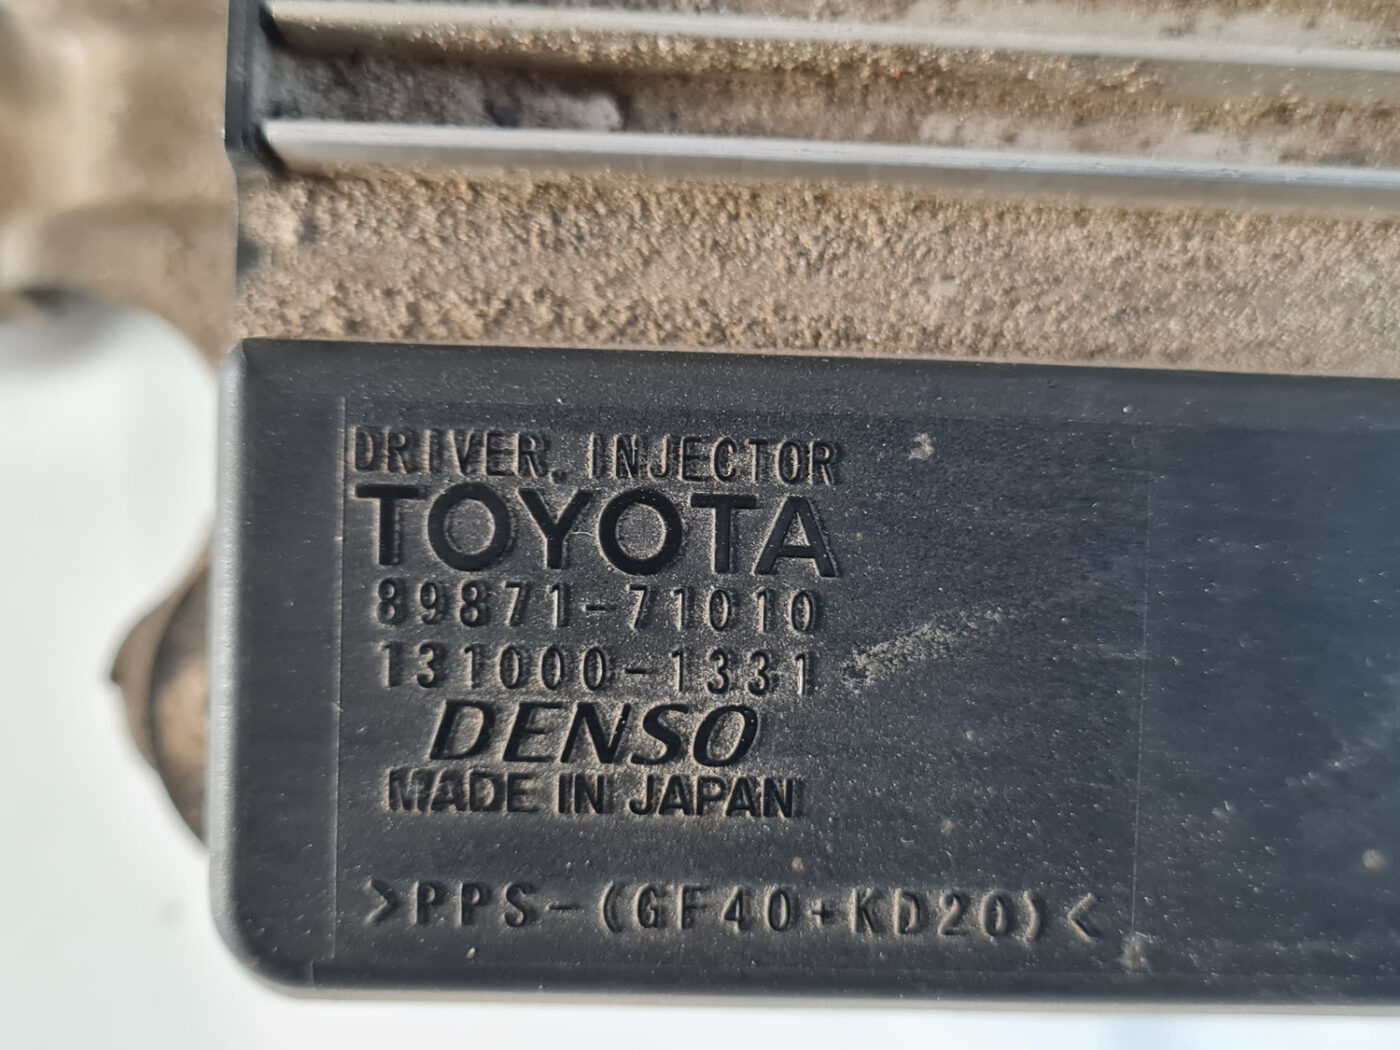 DRIVER, INJECTOR
TOYOTA
89871-71010
131000-1331
DENSO
MADE IN JAPAN
>PPS-(GF40+KD20)<